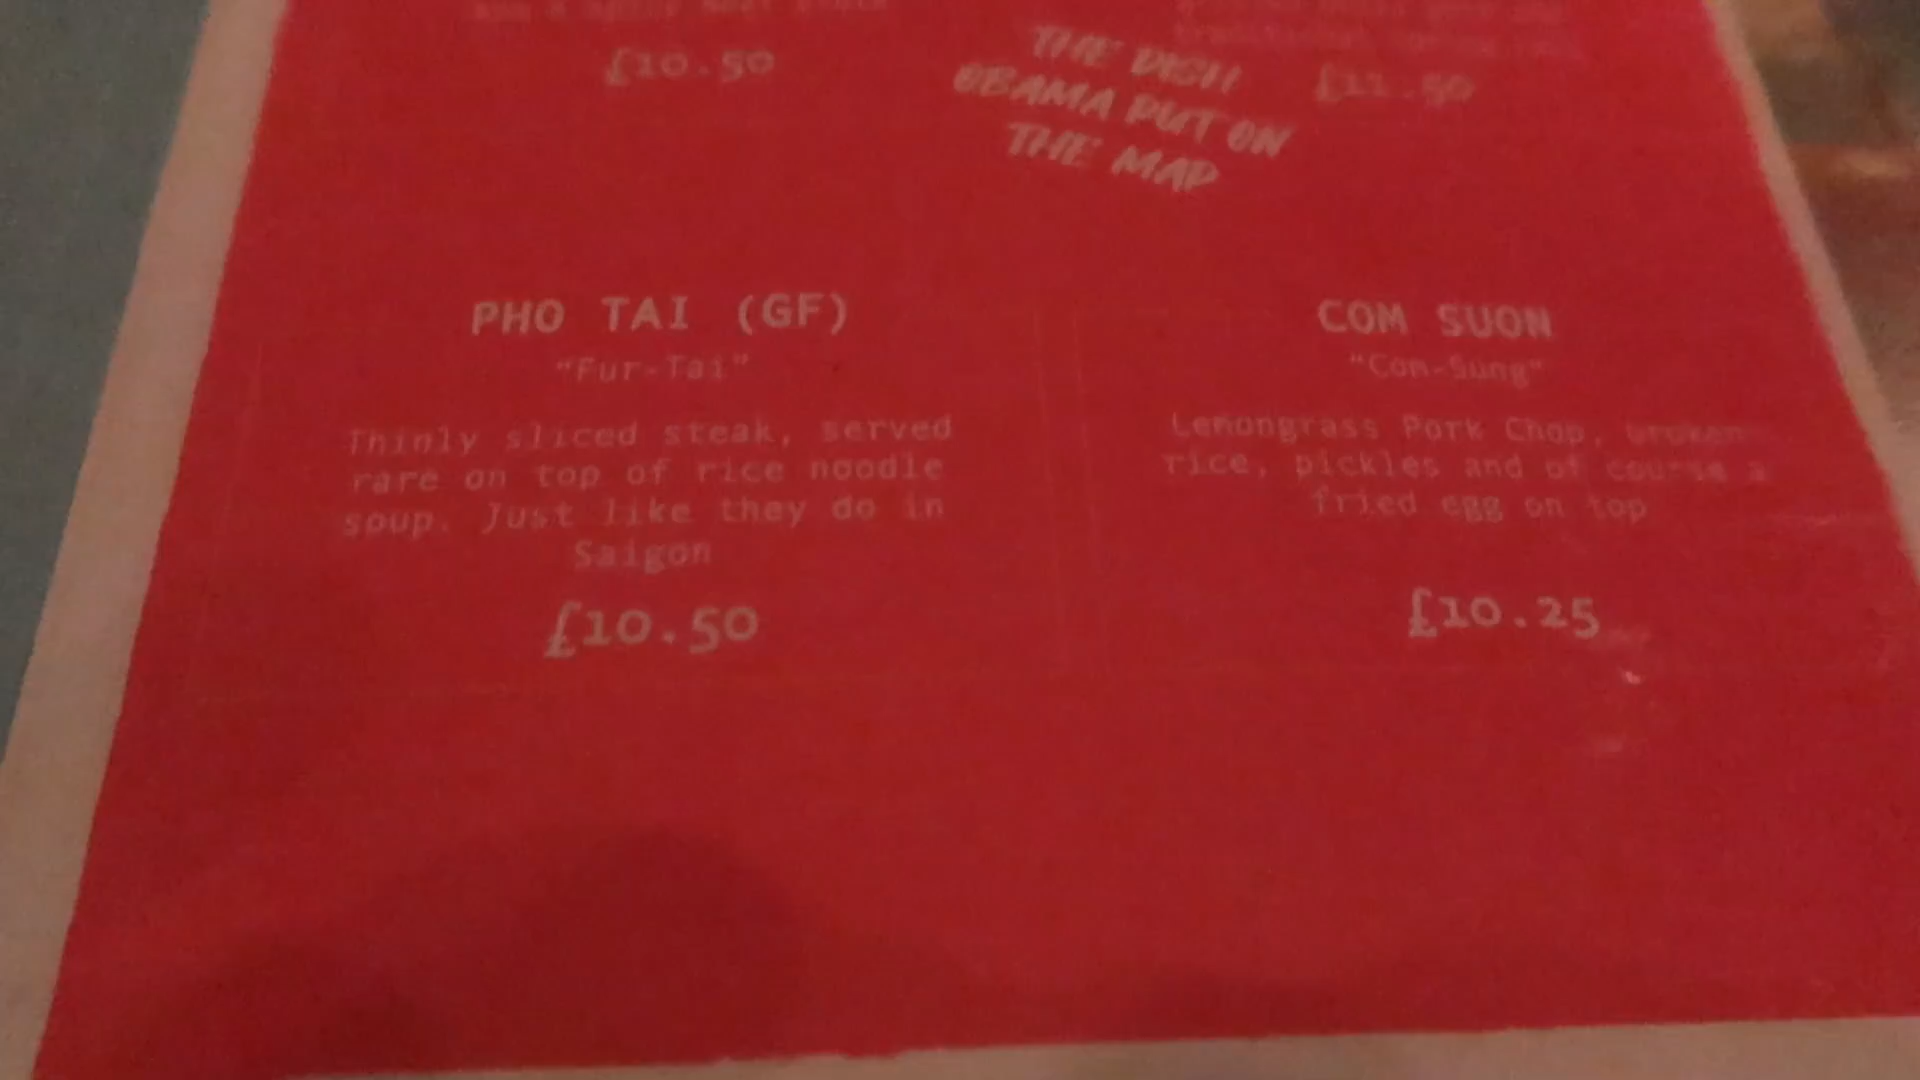 £10.50
THE DISH
OBAMA PUT ON
THE MAP
£11.50
PHO TAI (GF)
"Fur-Tai"
Thinly sliced steak, served
rare on top of rice noodle
soup. Just like they do in
Saigon
£10.50
COM SUON
"Com-Sung"
Lemongrass Pork Chop, broken
rice, pickles and of course a
fried egg on top
£10.25